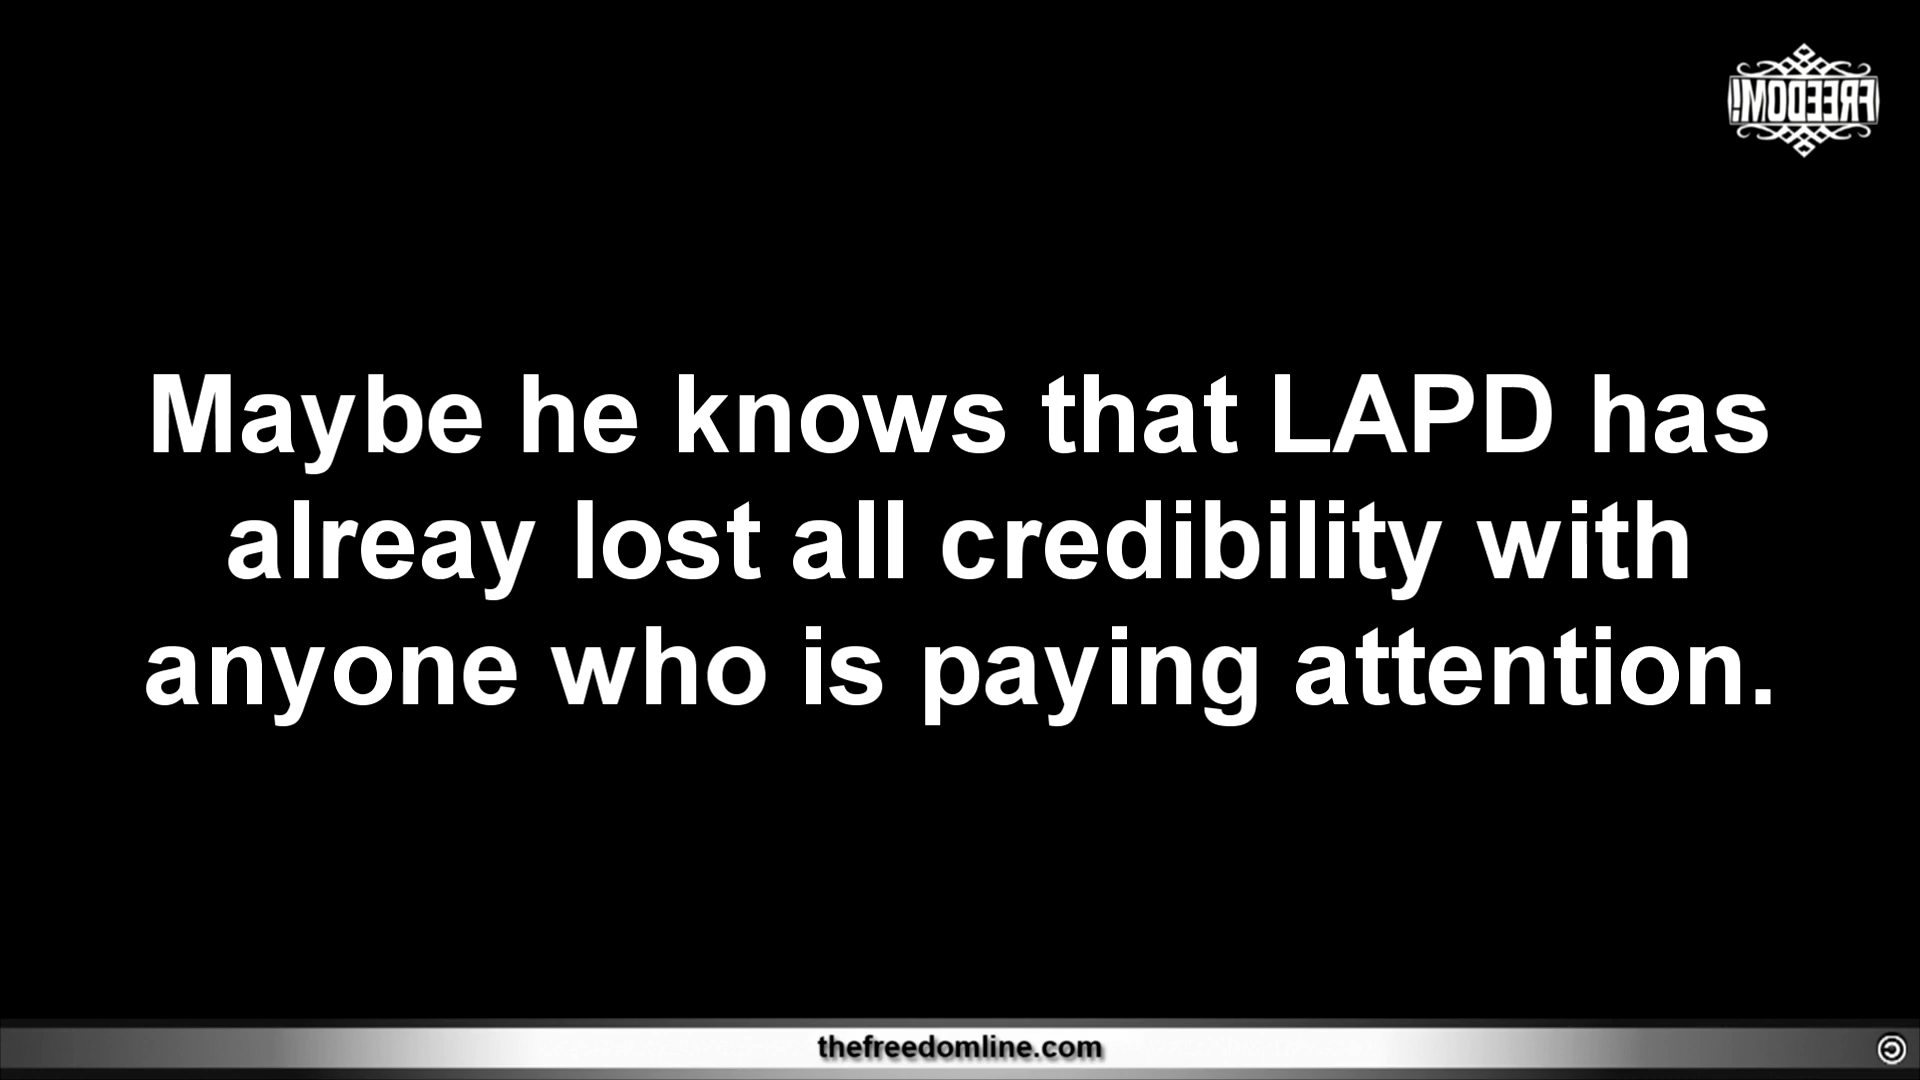 FREEDOM!
Maybe he knows that LAPD has
alreay lost all credibility with
anyone who is paying attention.
thefreedomline.com